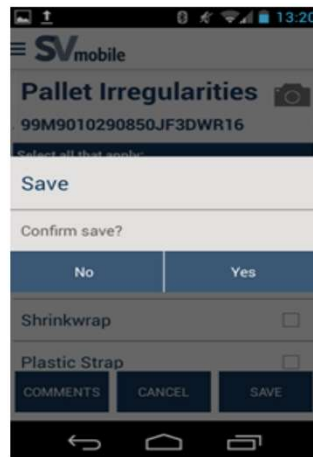 13:20
SVmobile
Pallet Irregularities
99M9010290850JF3DWR16
Select all that apply:
Save
Confirm save?
No Yes
Shrinkwrap
Plastic Strap
COMMENTS CANCEL SAVE